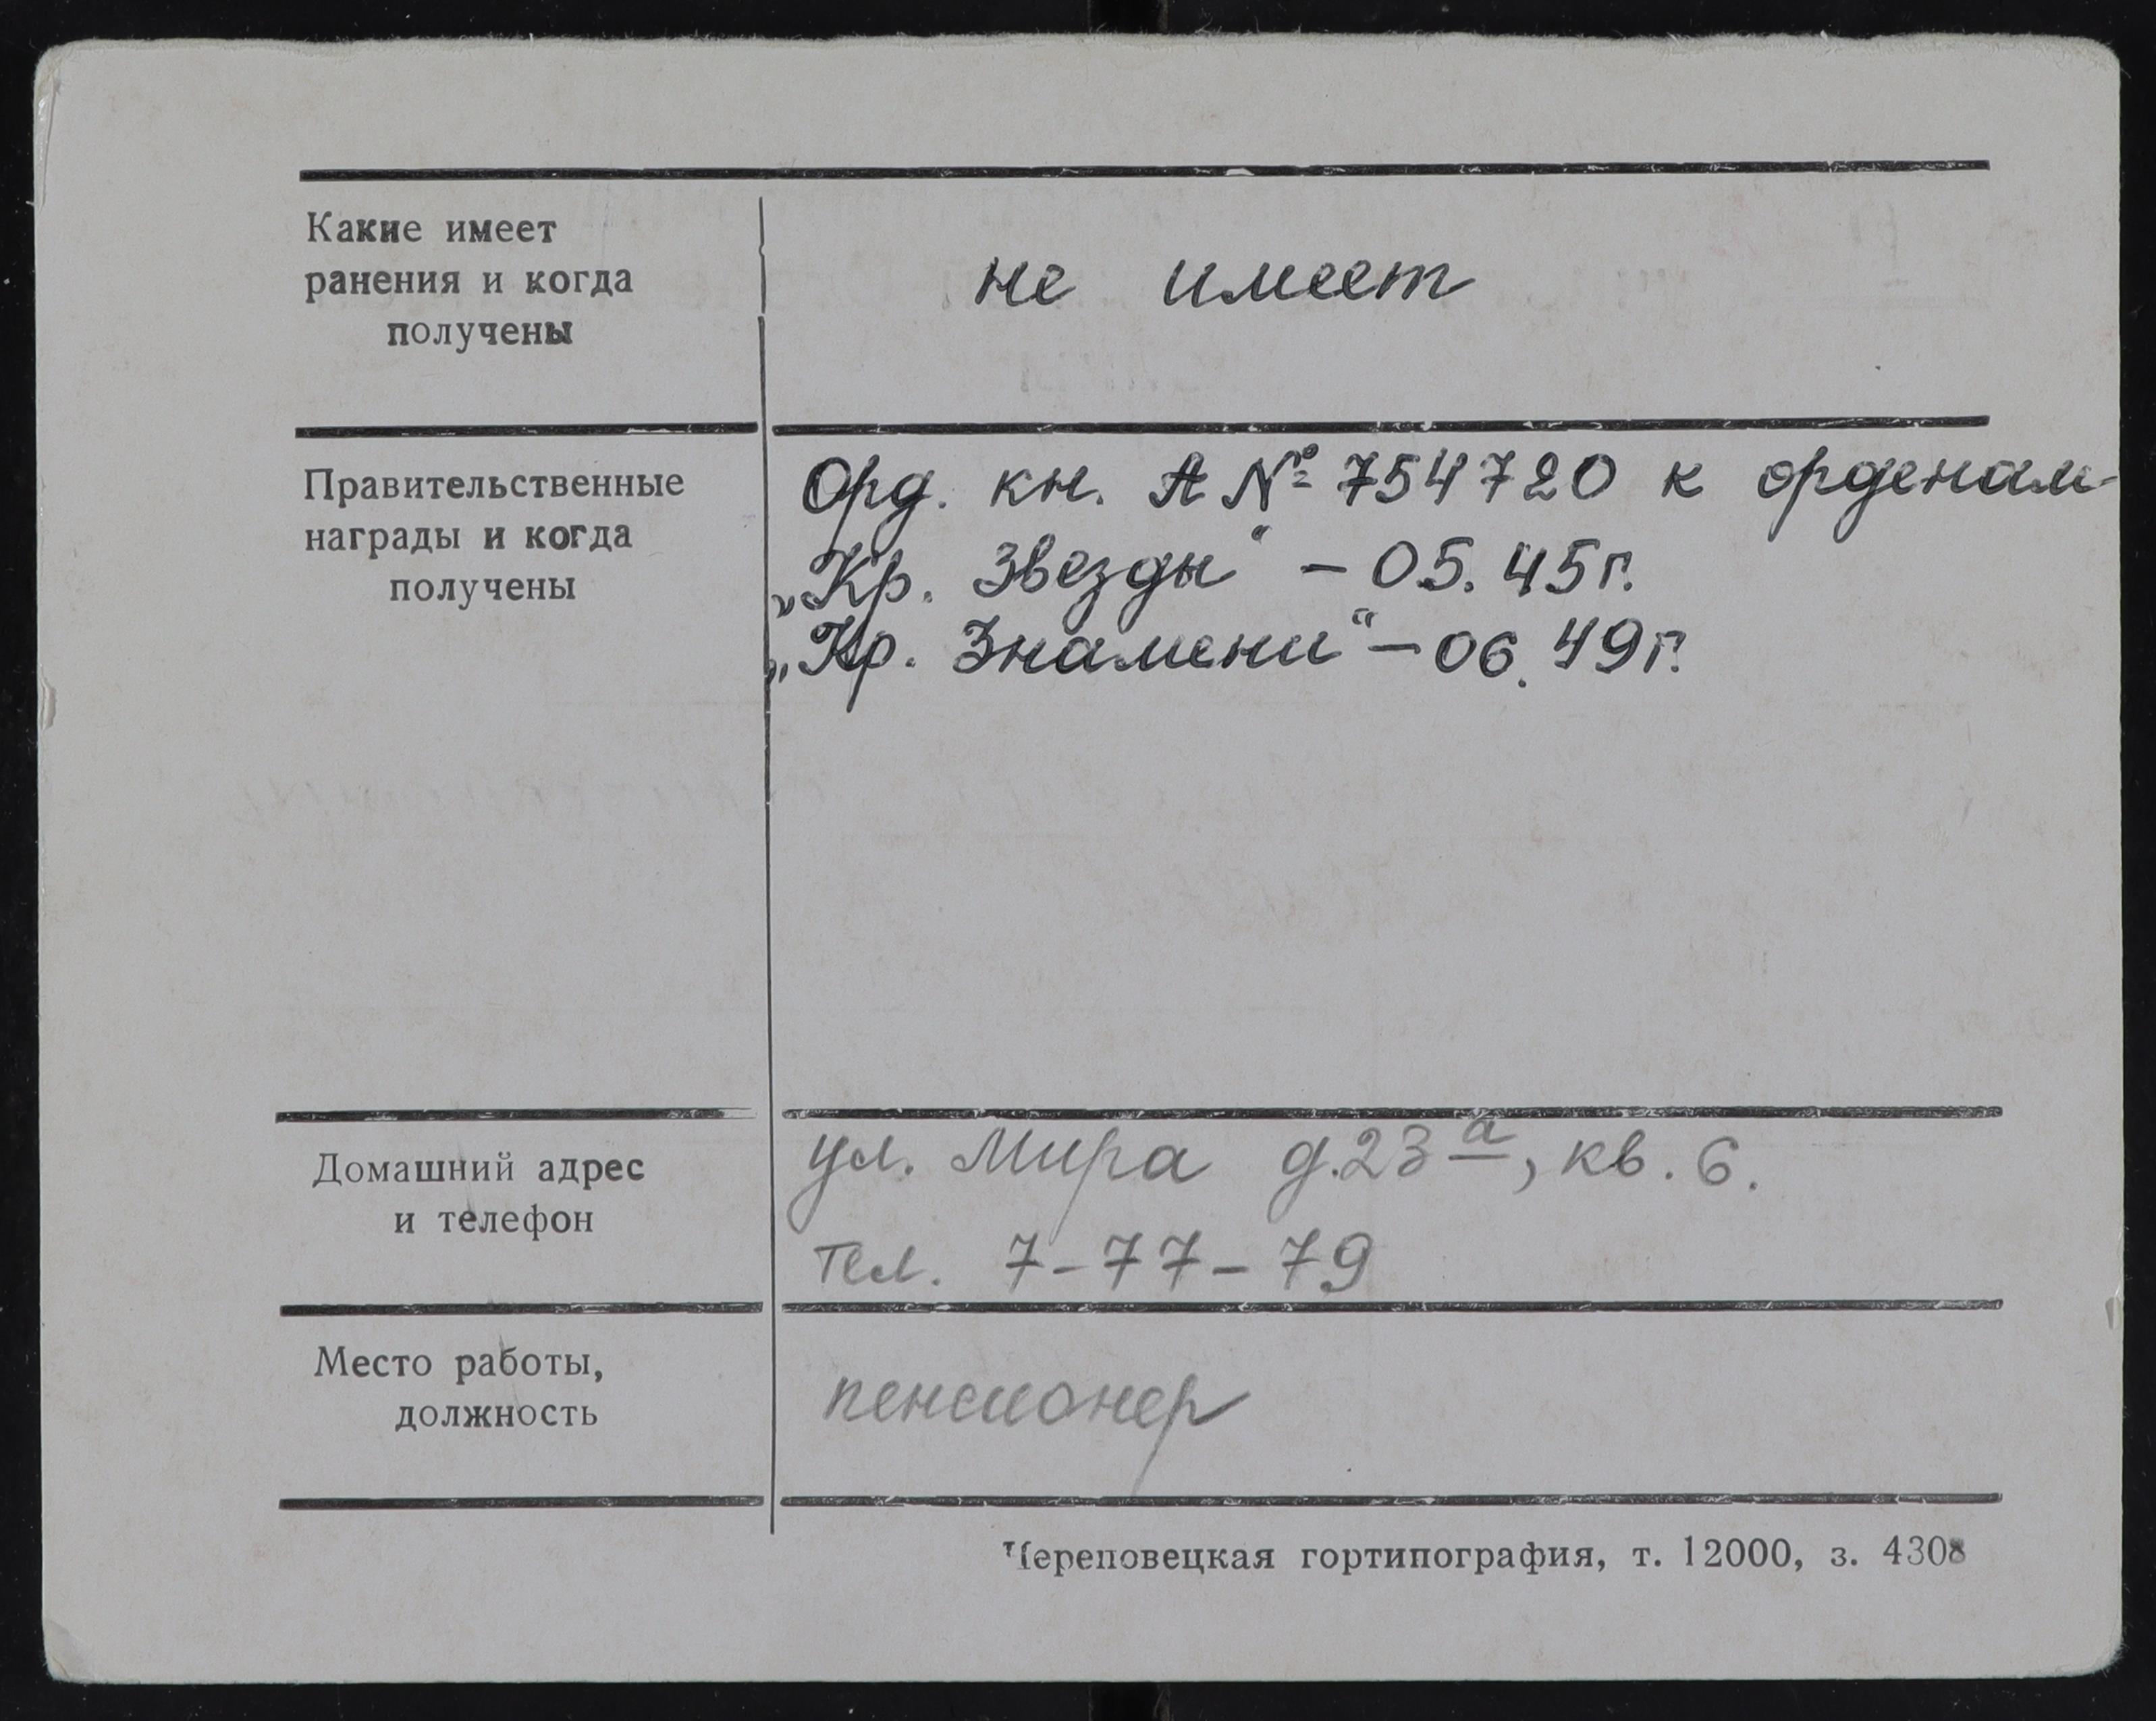 Какие имеет
ранения и когда
получены
не имеет
Правительственные
награды и когда
получены
Орд. кн. А № 754720 к орденам
„Кр. Звезды“ – 05.45г.
„Кр. Знамени“ – 06.49г.
Домашний адрес
и телефон
ул. Мира д.23а, кв. 6.
Тел. 7-77-79
Место работы,
должность
пенсионер
Череповецкая гортипография, т. 12000, з. 4308